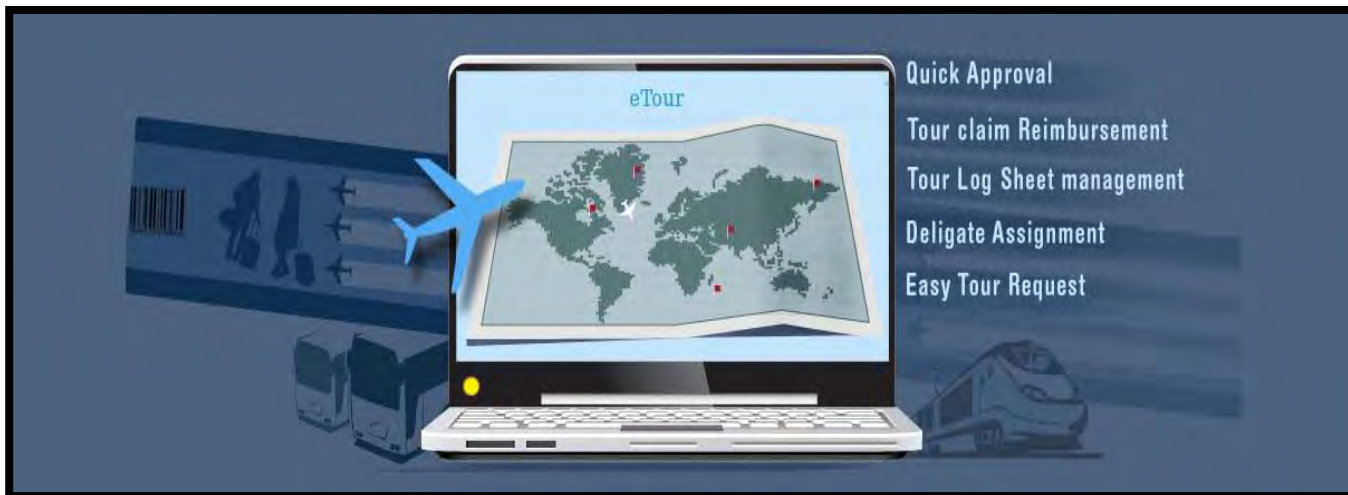 eTour
Quick Approval
Tour claim Reimbursement
Tour Log Sheet management
Deligate Assignment
Easy Tour Request